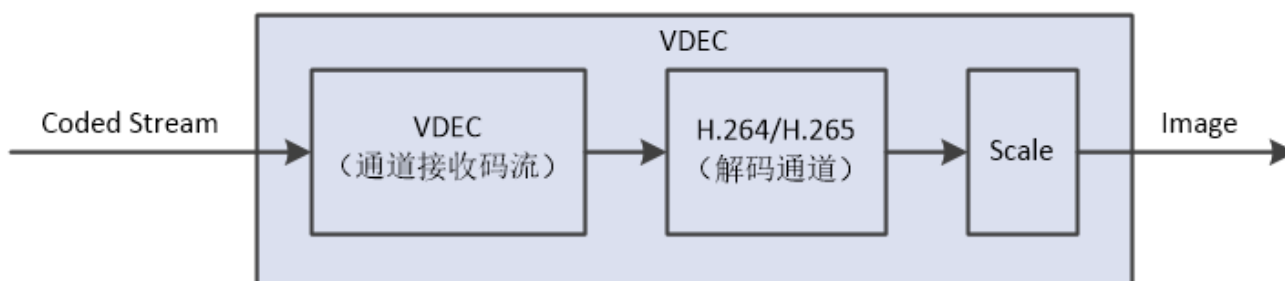 VDEC
Coded Stream
VDEC
（通道接收码流）
H.264/H.265
（解码通道）
Scale
Image